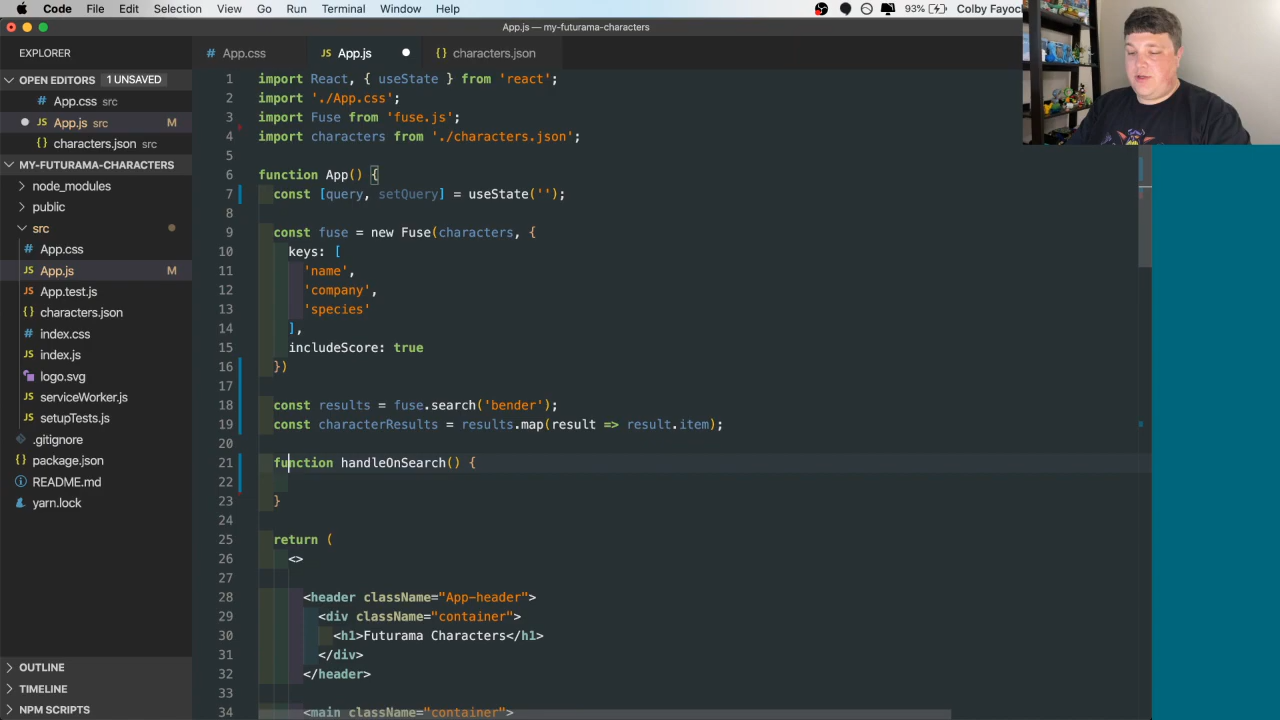 Code File Edit Selection View Go Run Terminal Window Help 93% Colby Fayoc
App.js — my-futurama-characters
EXPLORER
OPEN EDITORS 1 UNSAVED
App.css src
App.js src M
characters.json src
MY-FUTURAMA-CHARACTERS
node_modules
public
src
# App.css
JS App.js M
JS App.test.js
{} characters.json
# index.css
JS index.js
logo.svg
JS serviceWorker.js
JS setupTests.js
.gitignore
package.json
README.md
yarn.lock
OUTLINE
TIMELINE
NPM SCRIPTS
# App.css JS App.js {} characters.json
1 import React, { useState } from 'react';
2 import './App.css';
3 import Fuse from 'fuse.js';
4 import characters from './characters.json';
5
6 function App() {
7 const [query, setQuery] = useState('');
8
9 const fuse = new Fuse(characters, {
10 keys: [
11 'name',
12 'company',
13 'species'
14 ],
15 includeScore: true
16 })
17
18 const results = fuse.search('bender');
19 const characterResults = results.map(result => result.item);
20
21 function handleOnSearch() {
22
23 }
24
25 return (
26 <>
27
28 <header className="App-header">
29 <div className="container">
30 <h1>Futurama Characters</h1>
31 </div>
32 </header>
33
34 <main className="container">